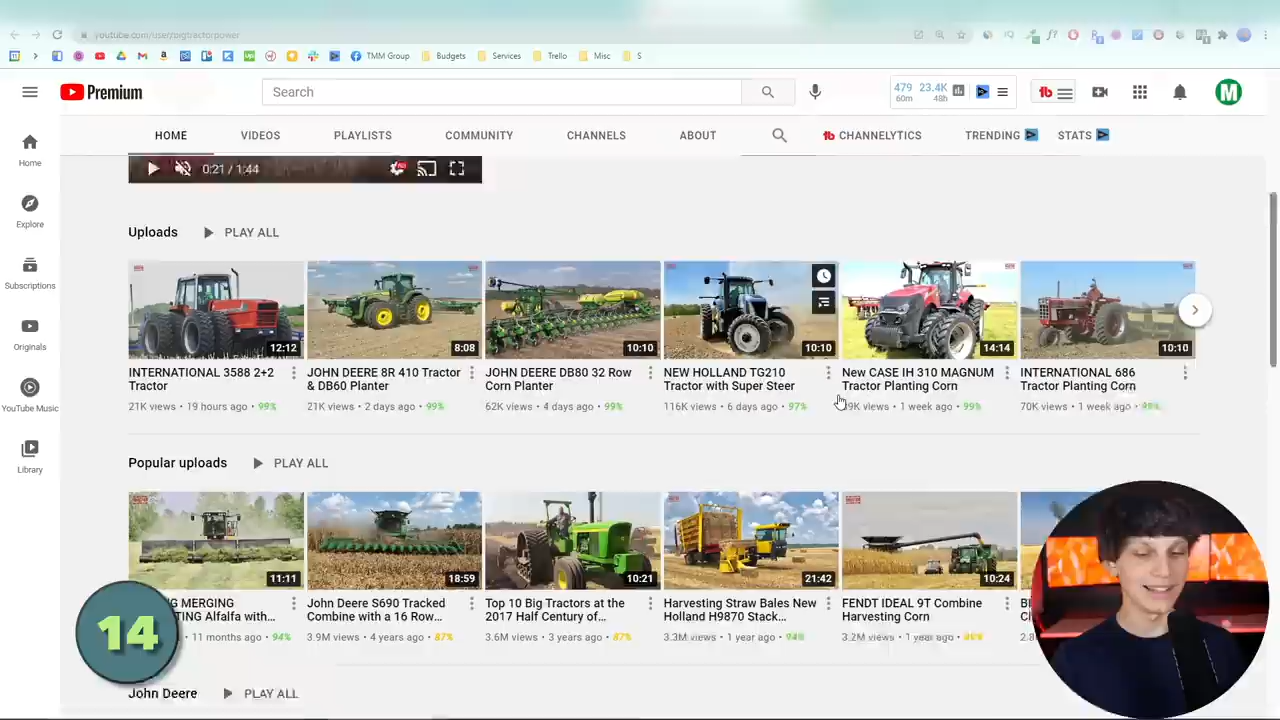 youtube.com/user/bigtractorpower
TMM Group
Budgets
Services
Trello
Misc
S
Premium
Search
479 23.4K
60m 48h
M
HOME VIDEOS PLAYLISTS COMMUNITY CHANNELS ABOUT CHANNELYTICS TRENDING STATS
Home
Explore
Subscriptions
Originals
YouTube Music
Library
0:21 / 1:44
Uploads PLAY ALL
12:12
INTERNATIONAL 3588 2+2
Tractor
21K views • 19 hours ago • 99%
8:08
JOHN DEERE 8R 410 Tractor
& DB60 Planter
21K views • 2 days ago • 99%
10:10
JOHN DEERE DB80 32 Row
Corn Planter
62K views • 4 days ago • 99%
10:10
NEW HOLLAND TG210
Tractor with Super Steer
116K views • 6 days ago • 97%
14:14
New CASE IH 310 MAGNUM
Tractor Planting Corn
9K views • 1 week ago • 99%
10:10
INTERNATIONAL 686
Tractor Planting Corn
70K views • 1 week ago • 98%
Popular uploads PLAY ALL
11:11
MERGING
Alfalfa with...
11 months ago • 94%
18:59
John Deere S690 Tracked
Combine with a 16 Row...
3.9M views • 4 years ago • 87%
10:21
Top 10 Big Tractors at the
2017 Half Century of...
3.6M views • 3 years ago • 87%
21:42
Harvesting Straw Bales New
Holland H9870 Stack...
3.3M views • 1 year ago • 94%
10:24
FENDT IDEAL 9T Combine
Harvesting Corn
3.2M views • 1 year ago
14
John Deere PLAY ALL